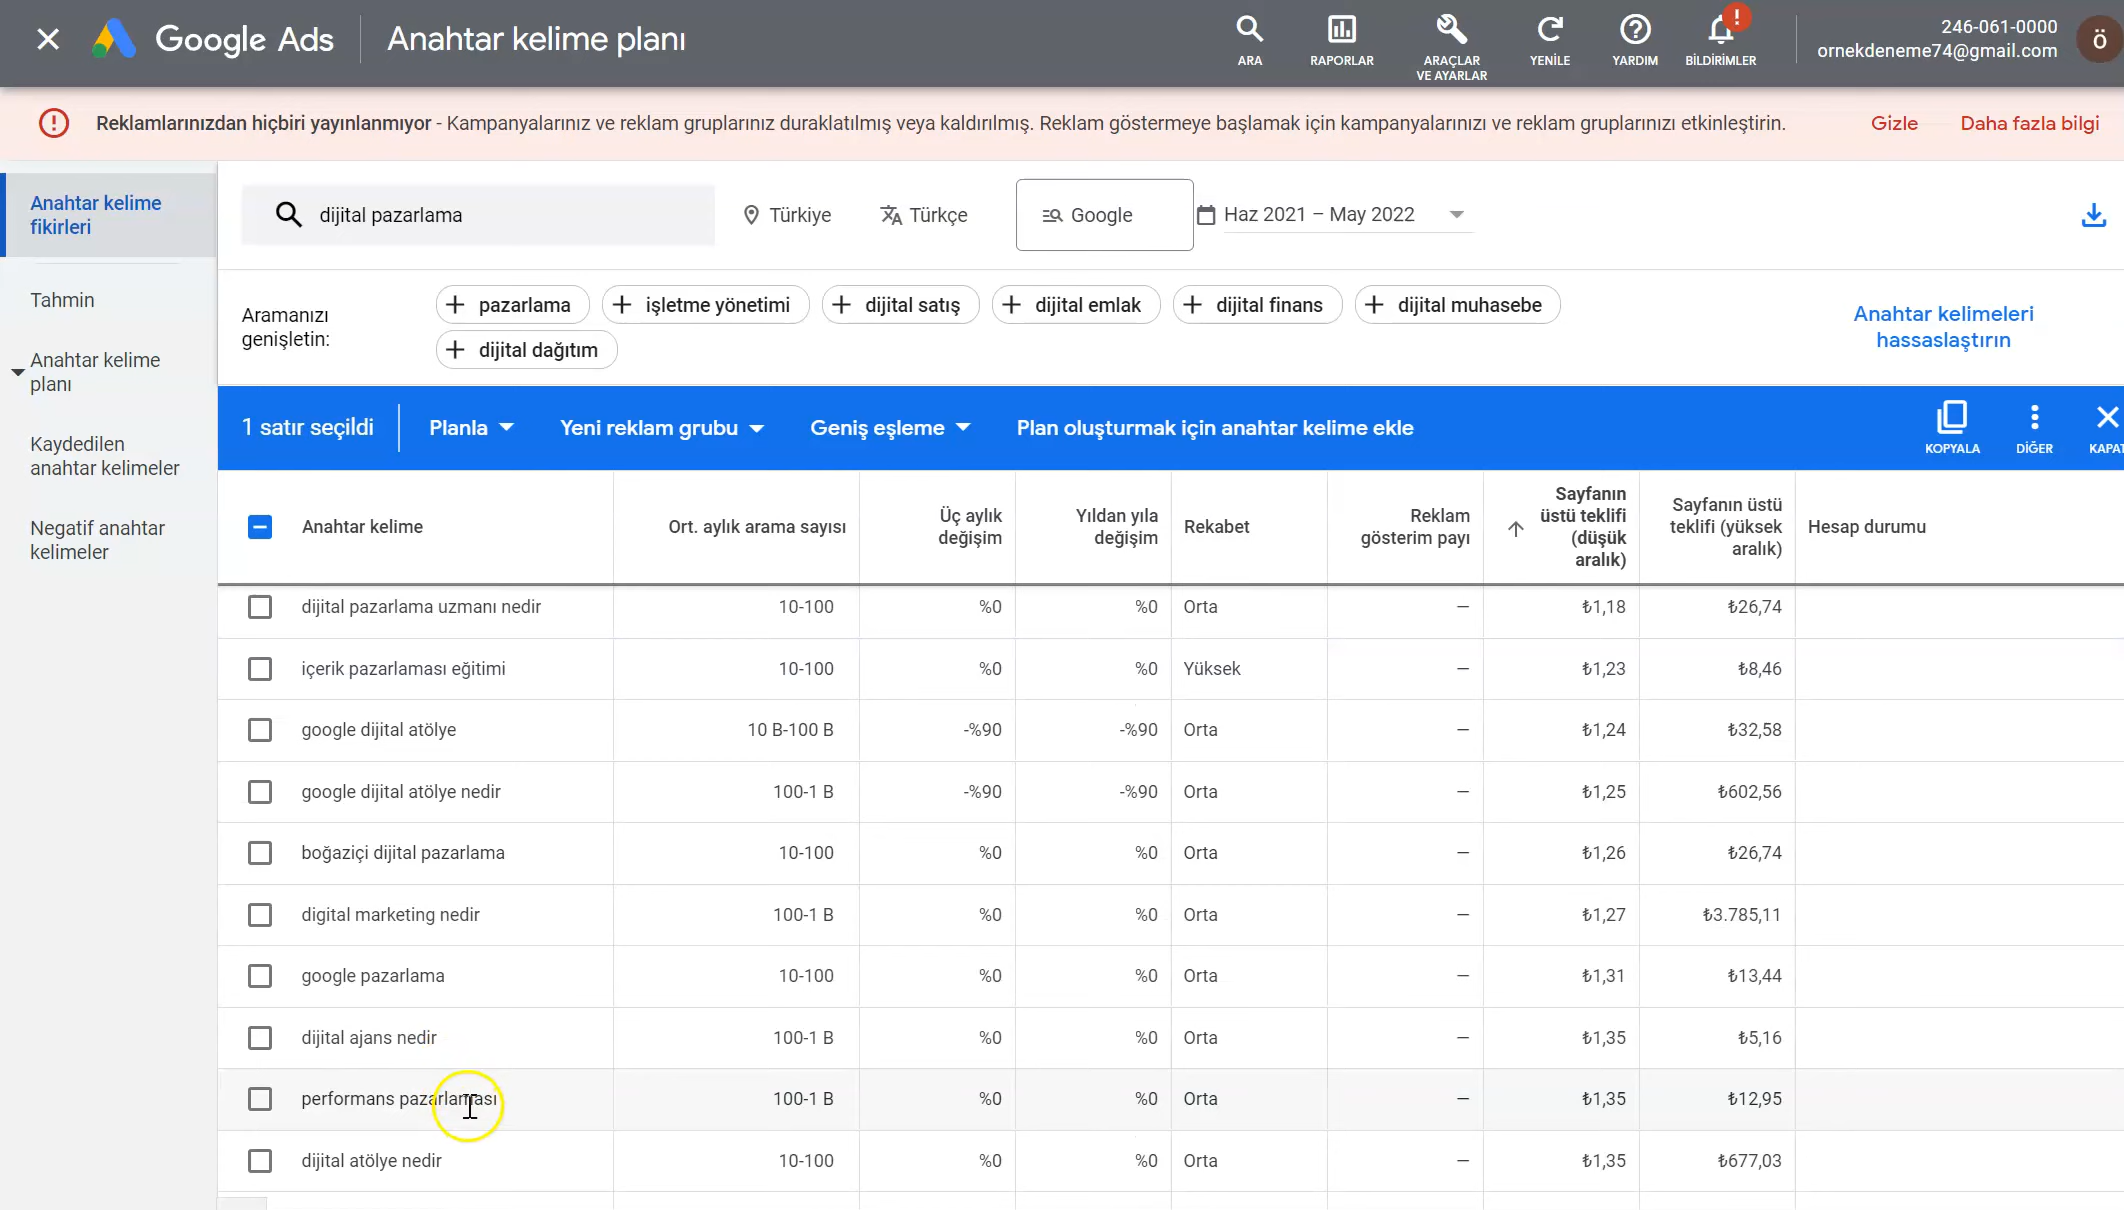 Google Ads
Anahtar kelime planı
ARA
RAPORLAR
ARAÇLAR
VE AYARLAR
YENİLE
YARDIM
BİLDİRİMLER
246-061-0000
ornekdeneme74@gmail.com
ö
Reklamlarınızdan hiçbiri yayınlanmıyor - Kampanyalarınız ve reklam gruplarınız duraklatılmış veya kaldırılmış. Reklam göstermeye başlamak için kampanyalarınızı ve reklam gruplarınızı etkinleştirin.
Gizle
Daha fazla bilgi
Anahtar kelime
fikirleri
Tahmin
Anahtar kelime
planı
Kaydedilen
anahtar kelimeler
Negatif anahtar
kelimeler
dijital pazarlama
Türkiye
Türkçe
Google
Haz 2021 – May 2022
Aramanızı
genişletin:
pazarlama
işletme yönetimi
dijital satış
dijital emlak
dijital finans
dijital muhasebe
dijital dağıtım
Anahtar kelimeleri
hassaslaştırın
1 satır seçildi
Planla
Yeni reklam grubu
Geniş eşleme
Plan oluşturmak için anahtar kelime ekle
KOPYALA
DİĞER
KAPAT
Anahtar kelime
Ort. aylık arama sayısı
Üç aylık
değişim
Yıldan yıla
değişim
Rekabet
Reklam
gösterim payı
Sayfanın
üstü teklifi
(düşük
aralık)
Sayfanın üstü
teklifi (yüksek
aralık)
Hesap durumu
dijital pazarlama uzmanı nedir 10-100 %0 %0 Orta – ₺1,18 ₺26,74
içerik pazarlaması eğitimi 10-100 %0 %0 Yüksek – ₺1,23 ₺8,46
google dijital atölye 10 B-100 B -%90 -%90 Orta – ₺1,24 ₺32,58
google dijital atölye nedir 100-1 B -%90 -%90 Orta – ₺1,25 ₺602,56
boğaziçi dijital pazarlama 10-100 %0 %0 Orta – ₺1,26 ₺26,74
digital marketing nedir 100-1 B %0 %0 Orta – ₺1,27 ₺3.785,11
google pazarlama 10-100 %0 %0 Orta – ₺1,31 ₺13,44
dijital ajans nedir 100-1 B %0 %0 Orta – ₺1,35 ₺5,16
performans pazarlaması 100-1 B %0 %0 Orta – ₺1,35 ₺12,95
dijital atölye nedir 10-100 %0 %0 Orta – ₺1,35 ₺677,03